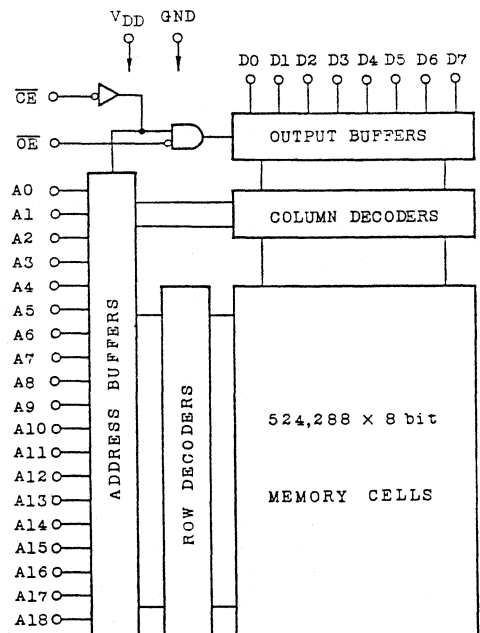 VDD GND
D0 D1 D2 D3 D4 D5 D6 D7
CE
OE
OUTPUT BUFFERS
A0
A1
COLUMN DECODERS
A2
A3
A4
A5
A6
A7
A8
A9
524,288 × 8 bit
A10
A11
A12
MEMORY CELLS
A13
A14
A15
A16
A17
A18
ADDRESS BUFFERS
ROW DECODERS